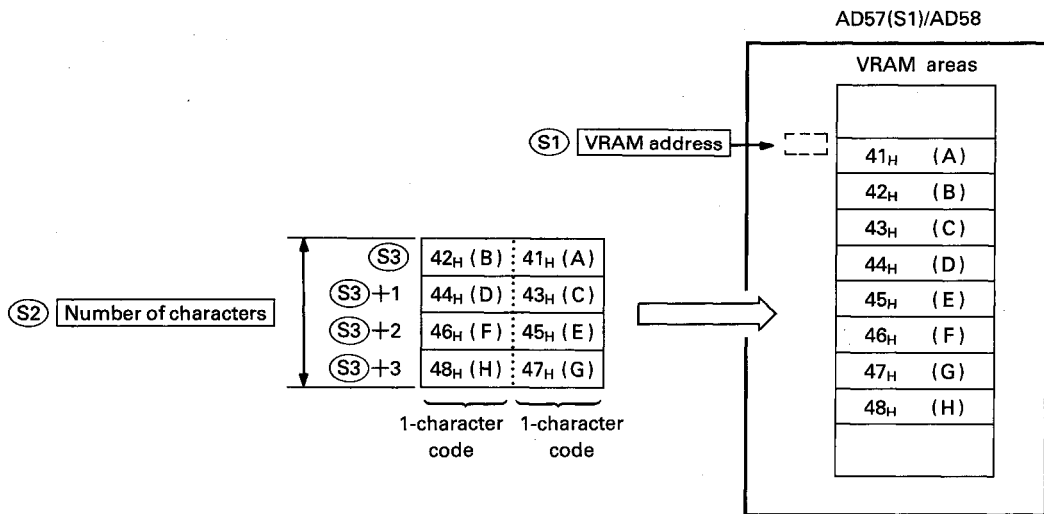 AD57(S1)/AD58
VRAM areas
S1 VRAM address
41H (A)
42H (B)
43H (C)
44H (D)
45H (E)
46H (F)
47H (G)
48H (H)
S2 Number of characters
S3 42H (B) 41H (A)
S3+1 44H (D) 43H (C)
S3+2 46H (F) 45H (E)
S3+3 48H (H) 47H (G)
1-character code
1-character code